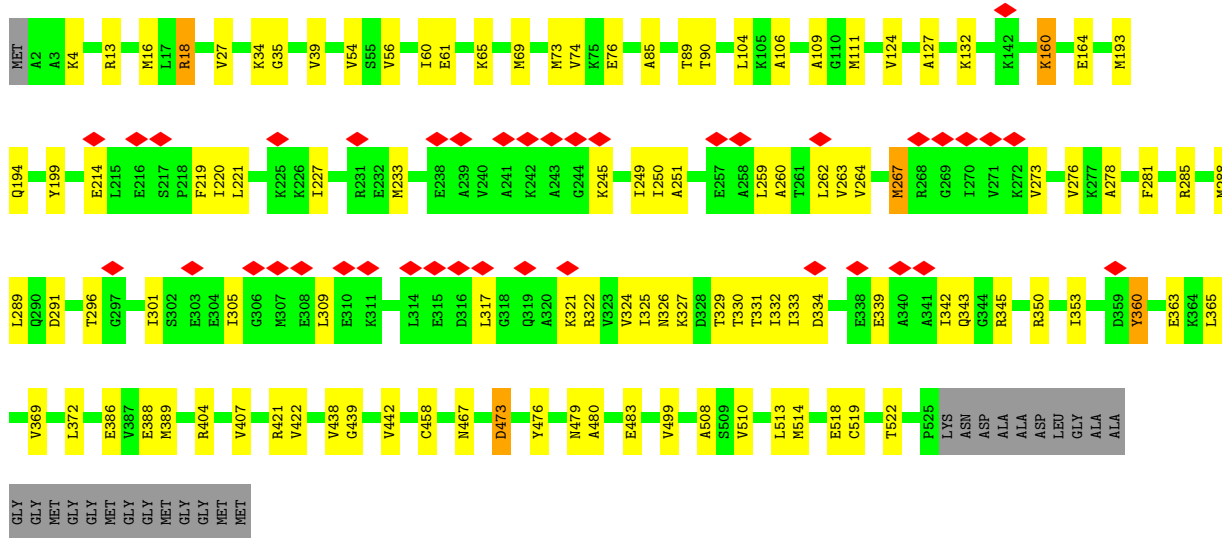 MET A2 A3 K4 R13 M16 L17 R18 V27 K34 G35 V39 V54 S55 V56 I60 E61 K65 M69 M73 V74 K75 E76 A85 T89 T90 L104 K105 A106 A109 G110 M111 V124 A127 K132 K142 K160 E164 M193
Q194 Y199 E214 L215 E216 S217 P218 F219 I220 L221 K225 K226 I227 R231 E232 M233 E238 A239 V240 A241 K242 A243 G244 K245 I249 I250 A251 E257 A258 L259 A260 T261 L262 V263 V264 M267 R268 G269 I270 V271 K272 V273 V276 K277 A278 F281 R285 M288
L289 Q290 D291 T296 G297 I301 S302 E303 E304 I305 G306 M307 E308 L309 E310 K311 L314 E315 D316 L317 G318 Q319 A320 K321 R322 V323 V324 I325 N326 K327 D328 T329 T330 T331 I332 I333 D334 E338 E339 A340 A341 I342 Q343 G344 R345 R350 I353 D359 Y360 E363 K364 L365
V369 L372 E386 V387 E388 M389 R404 V407 R421 V422 V438 G439 V442 C458 N467 D473 Y476 N479 A480 E483 V499 A508 S509 V510 L513 M514 E518 C519 T522 P525 LYS ASN ASP ALA ALA ASP LEU GLY ALA ALA
GLY GLY MET GLY GLY MET GLY GLY MET GLY GLY MET MET